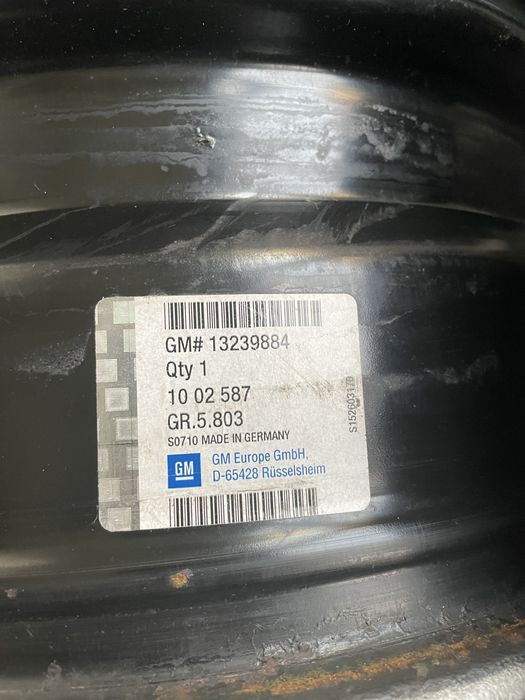 GM# 13239884
Qty 1
10 02 587
GR.5.803
S0710 MADE IN GERMANY
GM
GM Europe GmbH,
D-65428 Rüsselsheim